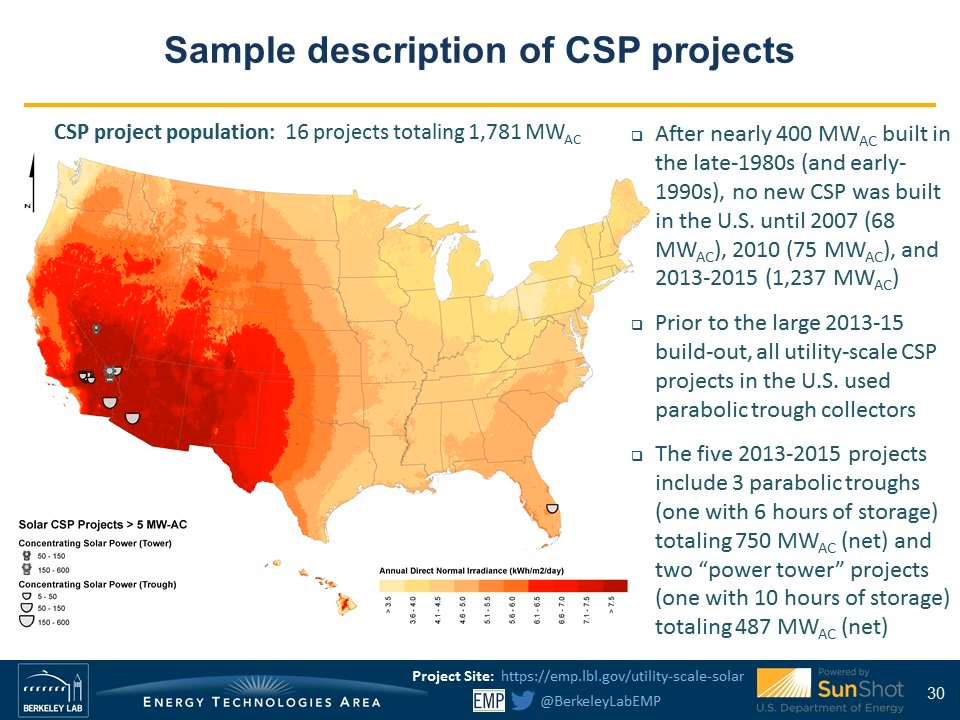 Sample description of CSP projects
CSP project population: 16 projects totaling 1,781 MWAC
N
❑ After nearly 400 MWAC built in
the late-1980s (and early-
1990s), no new CSP was built
in the U.S. until 2007 (68
MWAC), 2010 (75 MWAC), and
2013-2015 (1,237 MWAC)
❑ Prior to the large 2013-15
build-out, all utility-scale CSP
projects in the U.S. used
parabolic trough collectors
❑ The five 2013-2015 projects
include 3 parabolic troughs
(one with 6 hours of storage)
totaling 750 MWAC (net) and
two “power tower” projects
(one with 10 hours of storage)
totaling 487 MWAC (net)
Solar CSP Projects > 5 MW-AC
Concentrating Solar Power (Tower)
50 - 150
150 - 600
Concentrating Solar Power (Trough)
5 - 50
50 - 150
150 - 600
Annual Direct Normal Irradiance (kWh/m2/day)
> 3.5
3.6 - 4.0
4.1 - 4.5
4.6 - 5.0
5.1 - 5.5
5.6 - 6.0
6.1 - 6.5
6.6 - 7.0
7.1 - 7.5
> 7.5
BERKELEY LAB
ENERGY TECHNOLOGIES AREA
Project Site: https://emp.lbl.gov/utility-scale-solar
EMP @BerkeleyLabEMP
Powered by
SunShot
U.S. Department of Energy
30